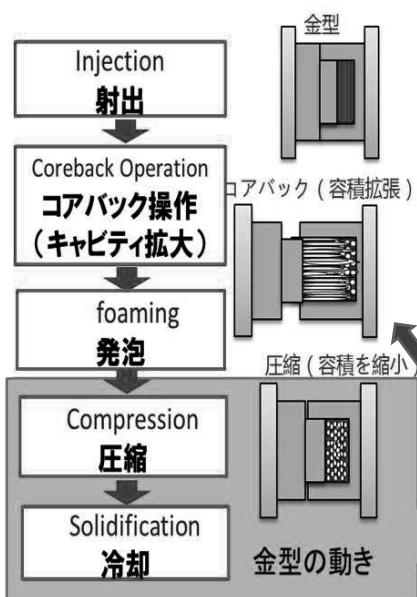 Injection
射出
Coreback Operation
コアバック操作
（キャビティ拡大）
foaming
発泡
Compression
圧縮
Solidification
冷却
金型
コアバック（容積拡張）
圧縮（容積を縮小）
金型の動き